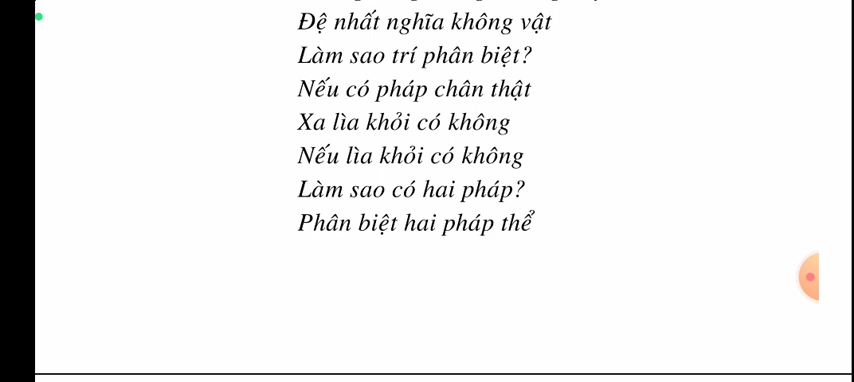 Đệ nhất nghĩa không vật
Làm sao trí phân biệt?
Nếu có pháp chân thật
Xa lìa khỏi có không
Nếu lìa khỏi có không
Làm sao có hai pháp?
Phân biệt hai pháp thể